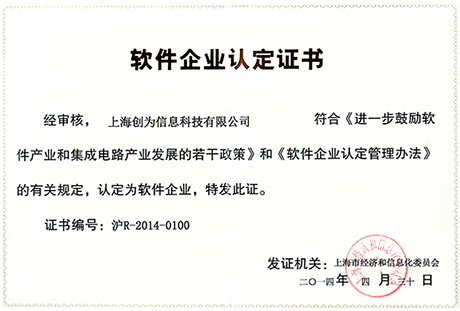 软件企业认定证书
经审核， 上海创为信息科技有限公司 符合《进一步鼓励软
件产业和集成电路产业发展的若干政策》和《软件企业认定管理办法》
的有关规定，认定为软件企业，特发此证。
证书编号：沪R-2014-0100
发证机关：上海市经济和信息化委员会
二〇一四年 四 月 三十 日